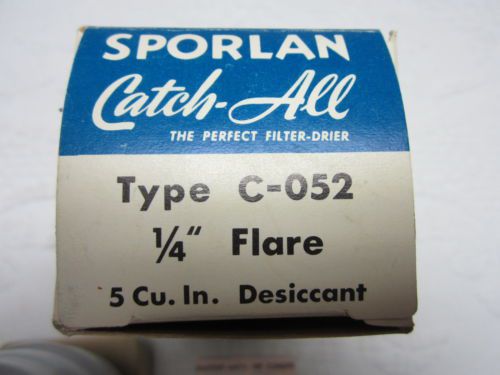 SPORLAN
Catch-All
THE PERFECT FILTER-DRIER
Type C-052
1/4" Flare
5 Cu. In. Desiccant